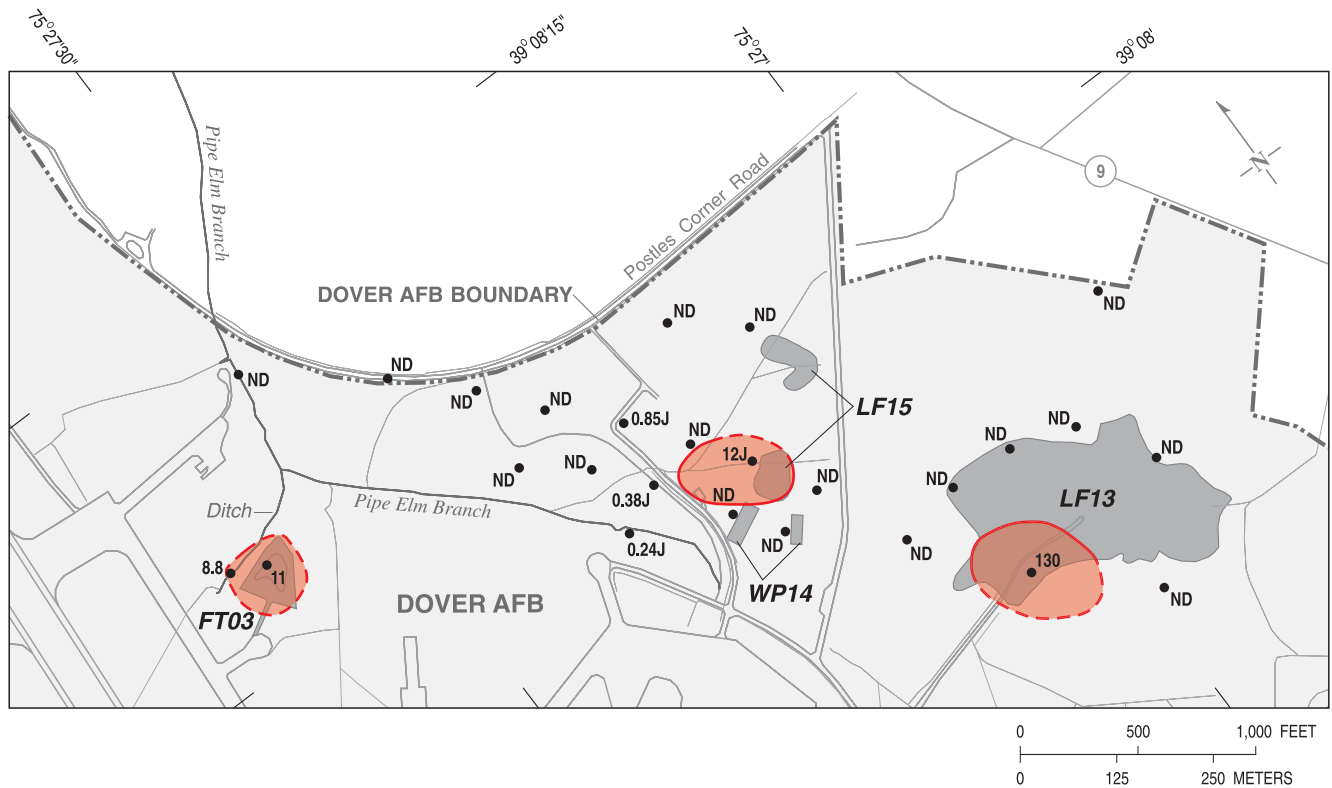 75°27'30"
39°08'15"
75°27'
39°08'
Pipe Elm Branch
Postles Corner Road
9
N
DOVER AFB BOUNDARY
ND
ND
ND
ND
ND
ND
ND
ND
0.85J
ND
LF15
ND
ND
ND
12J
ND
ND
0.38J
ND
ND
LF13
Pipe Elm Branch
Ditch
ND
ND
0.24J
ND
8.8
11
130
WP14
ND
FT03
DOVER AFB
0 500 1,000 FEET
0 125 250 METERS